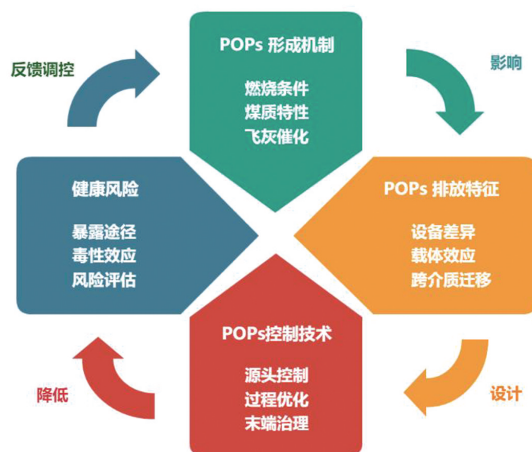 POPs 形成机制
燃烧条件
煤质特性
飞灰催化
影响
POPs 排放特征
设备差异
载体效应
跨介质迁移
设计
POPs控制技术
源头控制
过程优化
末端治理
降低
健康风险
暴露途径
毒性效应
风险评估
反馈调控